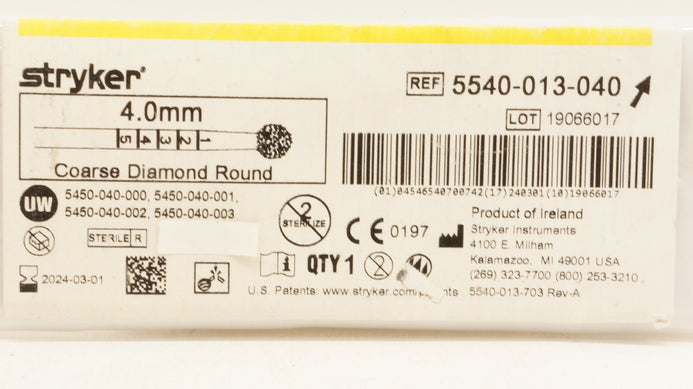 stryker®
REF 5540-013-040
LOT 19066017
4.0mm
5 4 3 2 1
Coarse Diamond Round
(01)04546540700742(17)240301(10)19066017
UW
5450-040-000, 5450-040-001,
5450-040-002, 5450-040-003
2
STERILIZE
CE 0197
Product of Ireland
Stryker Instruments
4100 E. Milham
Kalamazoo, MI 49001 USA
(269) 323-7700 (800) 253-3210
STERILE R
QTY 1
2
2024-03-01
U.S. Patents: www.stryker.com/
5540-013-703 Rev-A